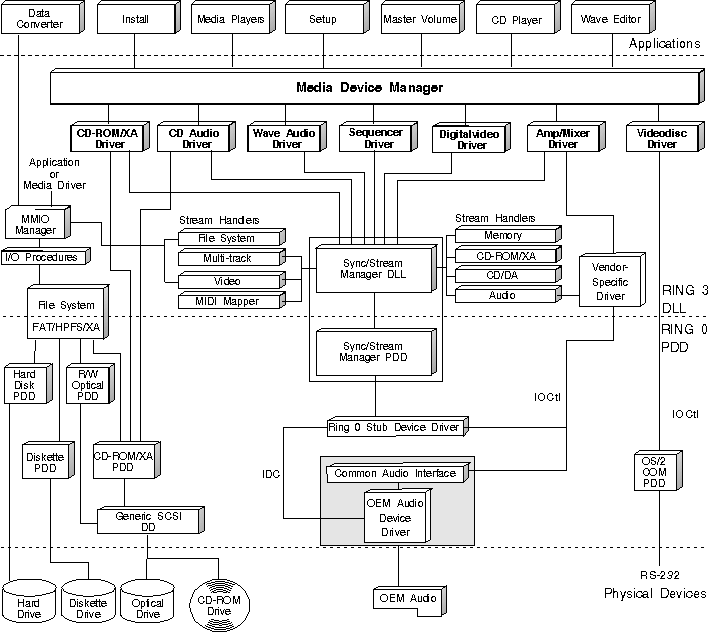 Data
Converter
Install
Media Players
Setup
Master Volume
CD Player
Wave Editor
Applications
Media Device Manager
CD-ROM/XA
Driver
CD Audio
Driver
Wave Audio
Driver
Sequencer
Driver
Digitalvideo
Driver
Amp/Mixer
Driver
Videodisc
Driver
Application
or
Media Driver
MMIO
Manager
I/O Procedures
Stream Handlers
File System
Multi-track
Video
MIDI Mapper
Sync/Stream
Manager DLL
Stream Handlers
Memory
CD-ROM/XA
CD/DA
Audio
Vendor-
Specific
Driver
RING 3
DLL
File System
FAT/HPFS/XA
RING 0
PDD
Sync/Stream
Manager PDD
Hard
Disk
PDD
R/W
Optical
PDD
IOCtl
IOCtl
Ring 0 Stub Device Driver
Diskette
PDD
CD-ROM/XA
PDD
IDC
Common Audio Interface
OS/2
COM
PDD
OEM Audio
Device
Driver
Generic SCSI
DD
RS-232
Physical Devices
Hard
Drive
Diskette
Drive
Optical
Drive
CD-ROM
Drive
OEM Audio